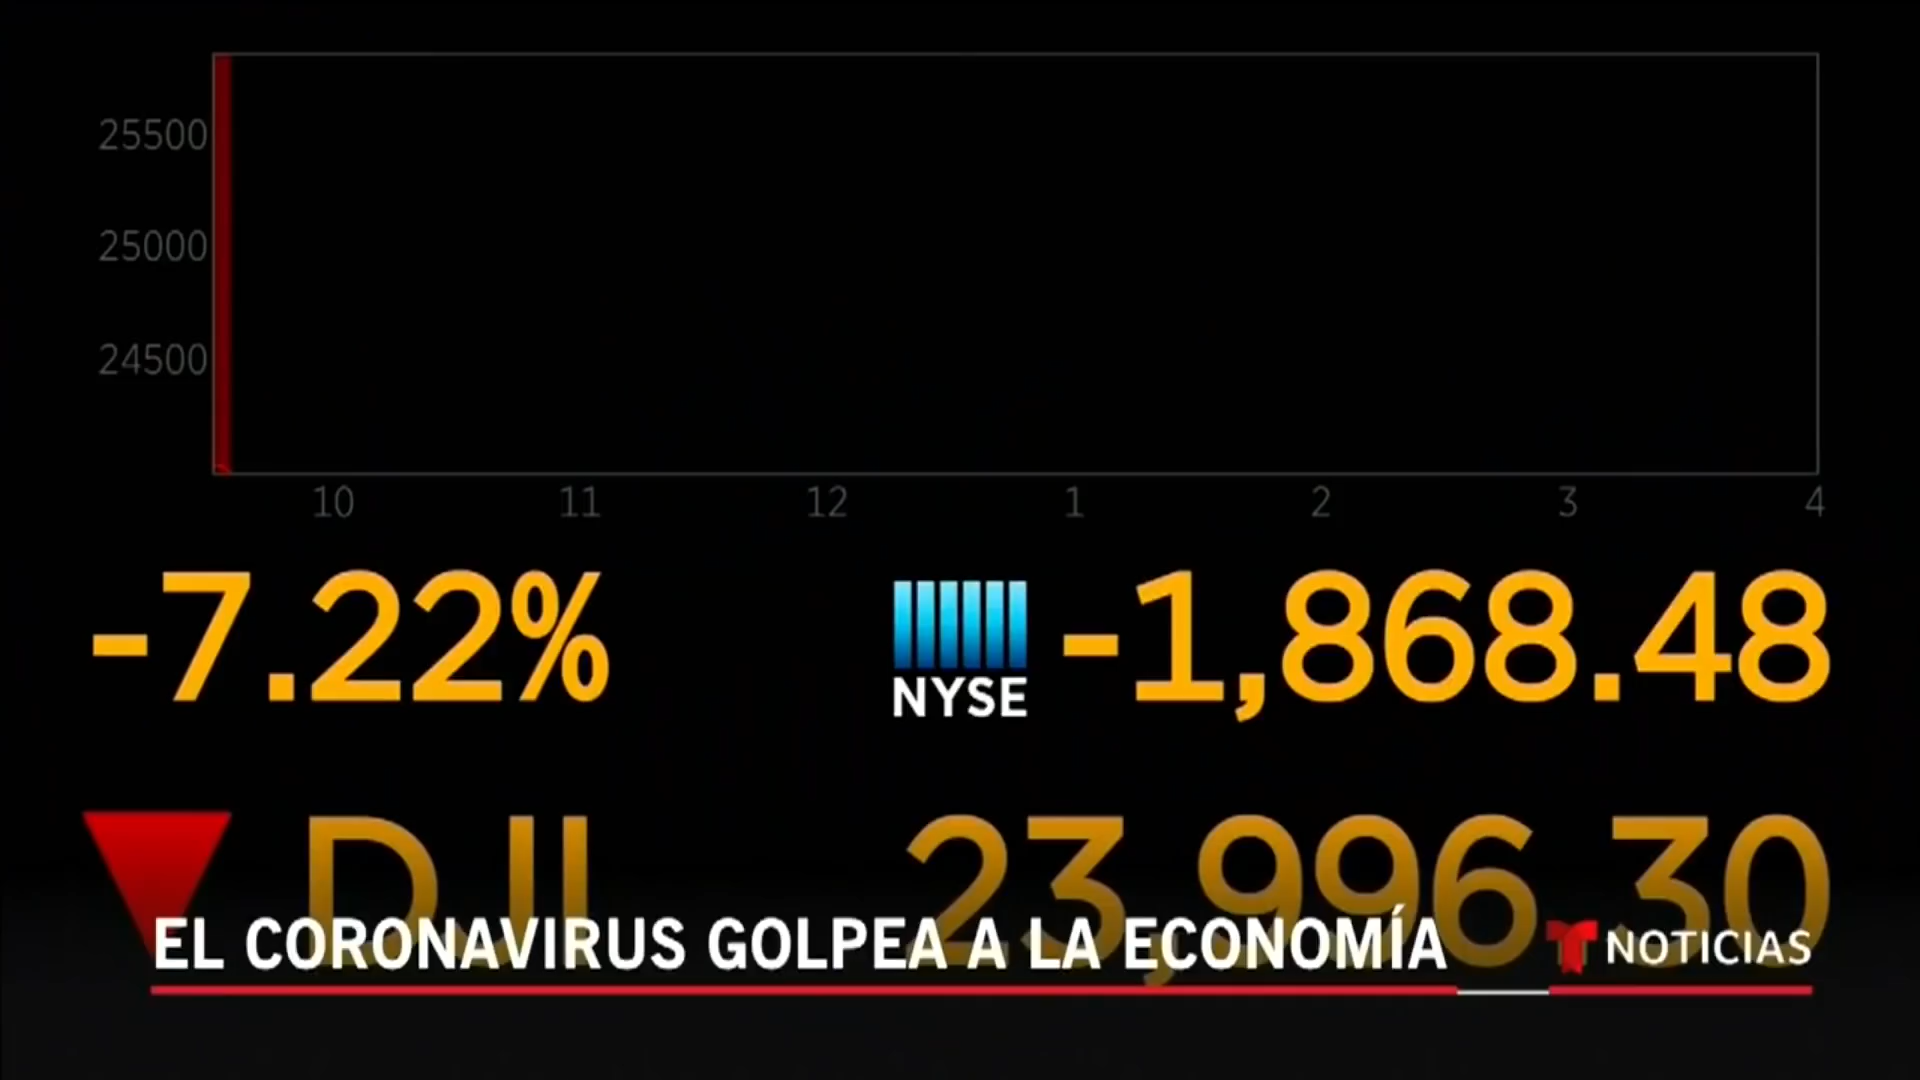 25500
25000
24500
10 11 12 1 2 3 4
-7.22% NYSE -1,868.48
DJI 23,996.30
EL CORONAVIRUS GOLPEA A LA ECONOMÍA NOTICIAS